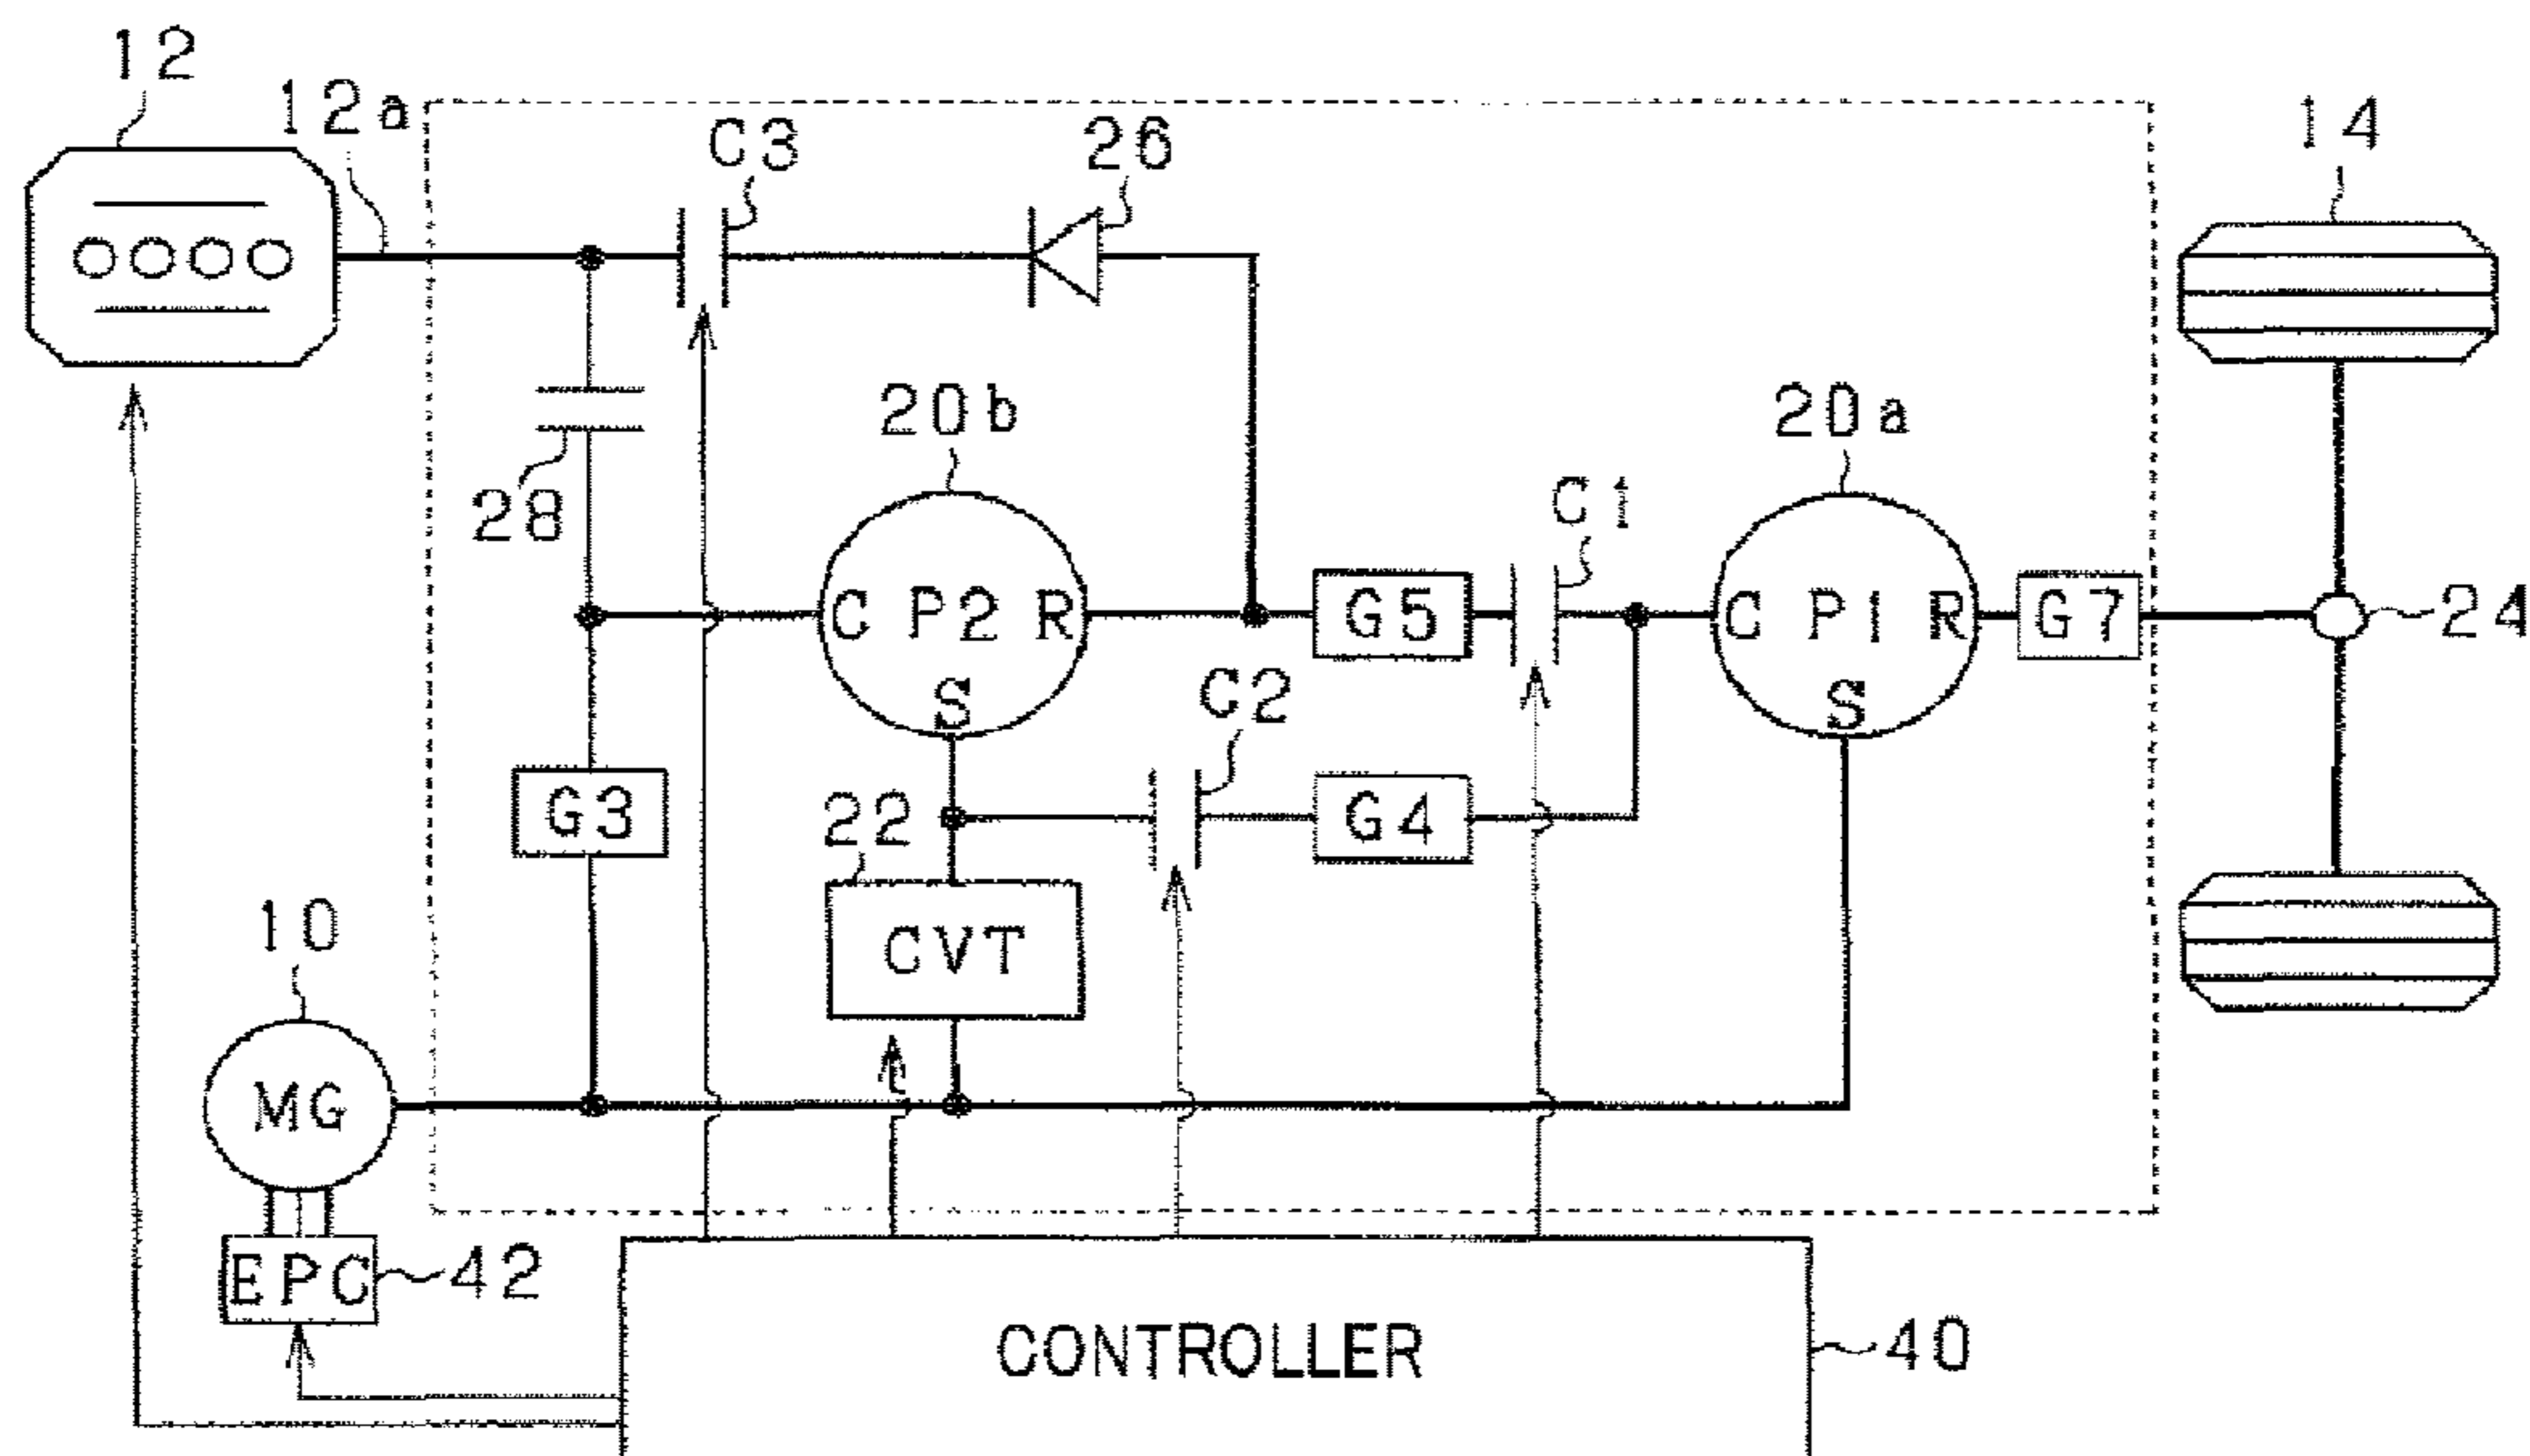 12
12a
C3
26
14
20b
20a
28
C1
C P2 R
S
G5
C P1 R
S
G7
24
C2
G3
22
G4
CVT
10
MG
EPC
42
CONTROLLER
40